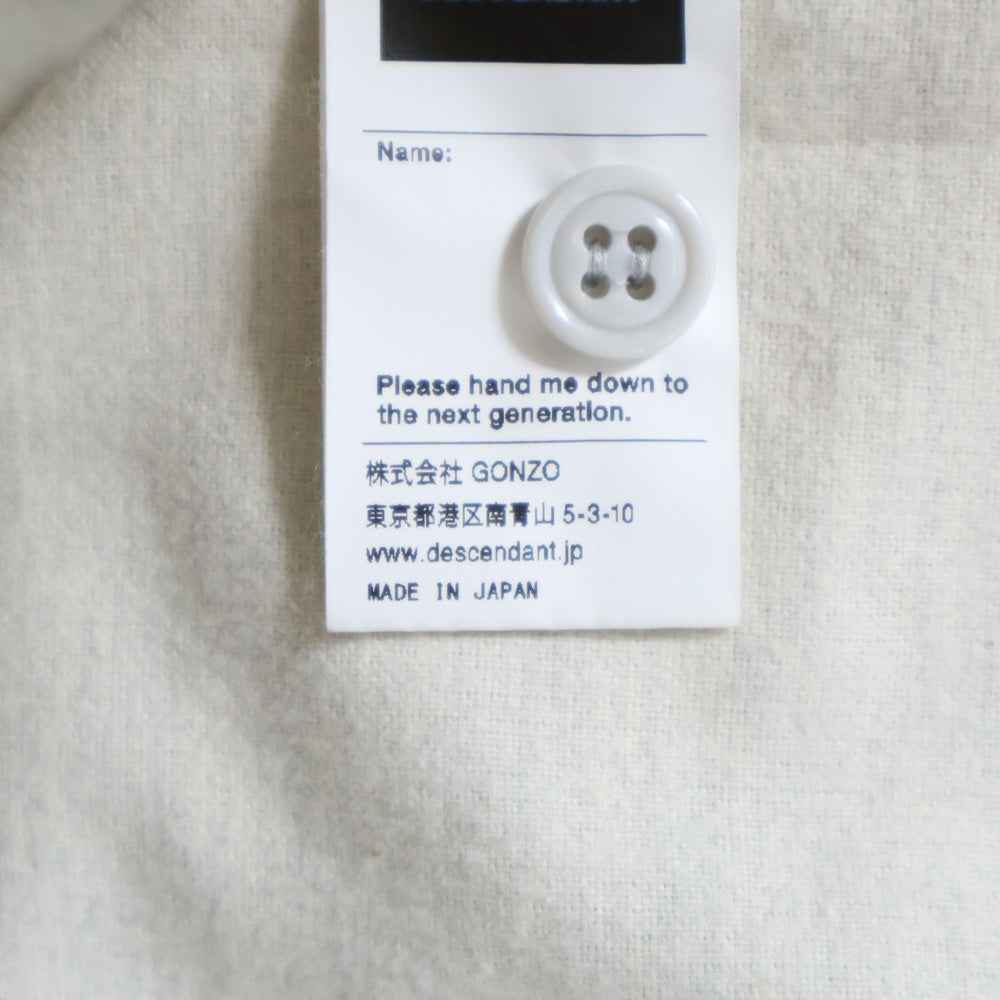 Name:
Please hand me down to
the next generation.
株式会社 GONZO
東京都港区南青山 5-3-10
www.descendant.jp
MADE IN JAPAN